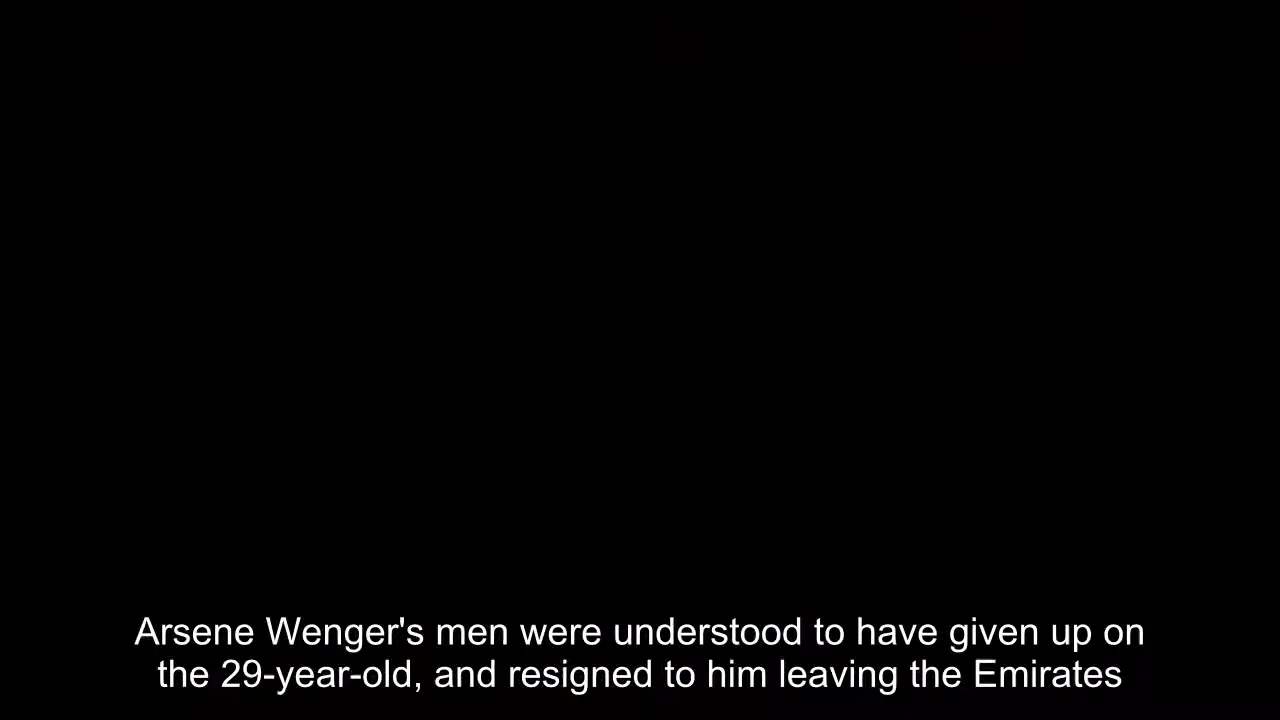 Arsene Wenger's men were understood to have given up on
the 29-year-old, and resigned to him leaving the Emirates